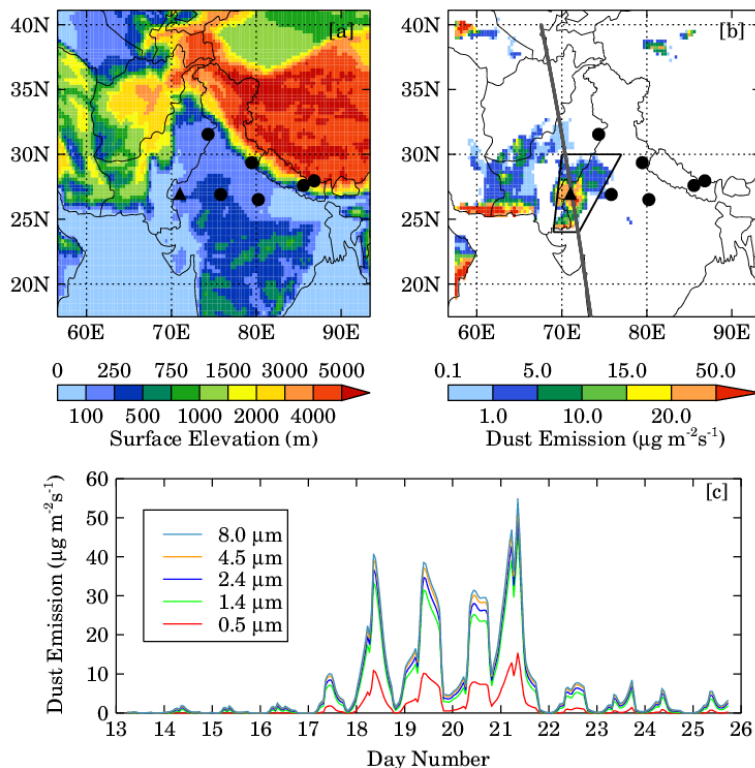 40N
35N
30N
25N
20N
[a]
60E 70E 80E 90E
0 250 750 1500 3000 5000
100 500 1000 2000 4000
Surface Elevation (m)
40N
35N
30N
25N
20N
[b]
60E 70E 80E 90E
0.1 5.0 15.0 50.0
1.0 10.0 20.0
Dust Emission (μg m⁻²s⁻¹)
[c]
60
50
40
30
20
10
0
Dust Emission (μg m⁻²s⁻¹)
8.0 μm
4.5 μm
2.4 μm
1.4 μm
0.5 μm
13 14 15 16 17 18 19 20 21 22 23 24 25 26
Day Number